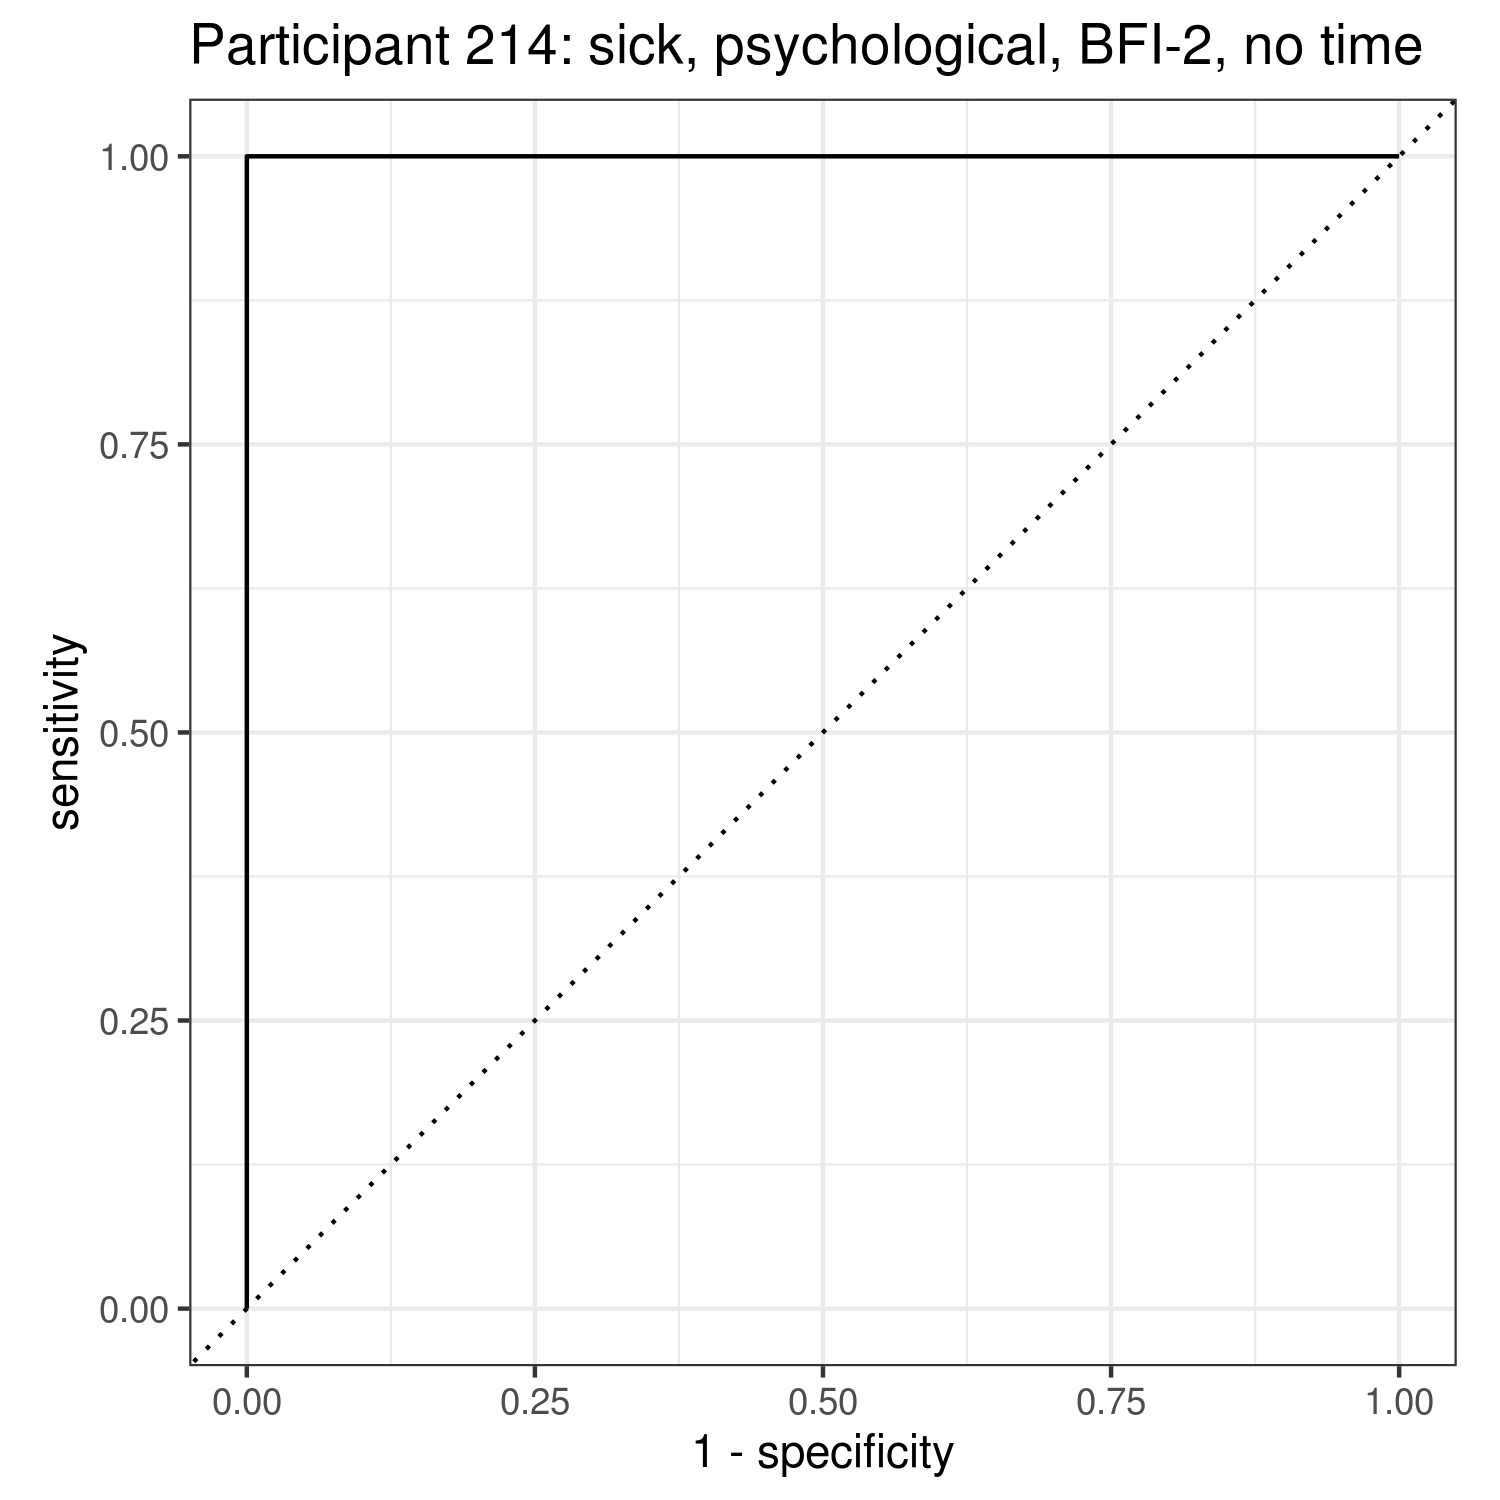 Participant 214: sick, psychological, BFI-2, no time
1.00
0.75
0.50
0.25
0.00
sensitivity
0.00 0.25 0.50 0.75 1.00
1 - specificity